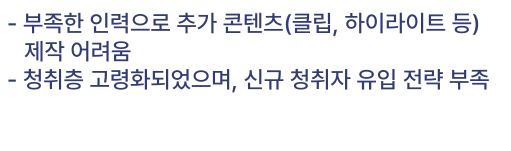 - 부족한 인력으로 추가 콘텐츠(클립, 하이라이트 등)
제작 어려움
- 청취층 고령화되었으며, 신규 청취자 유입 전략 부족